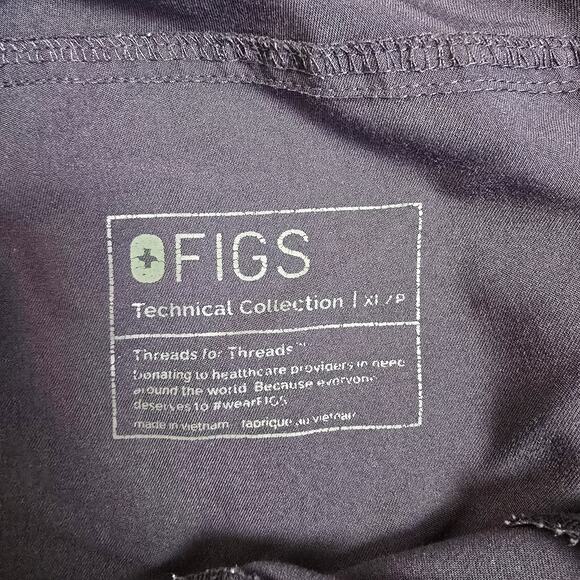 FIGS
Technical Collection | XL/P
Threads for Threads™
Donating to healthcare providers in need
around the world. Because everyone
deserves to #wearFIGS
made in vietnam fabriqué au vietnam